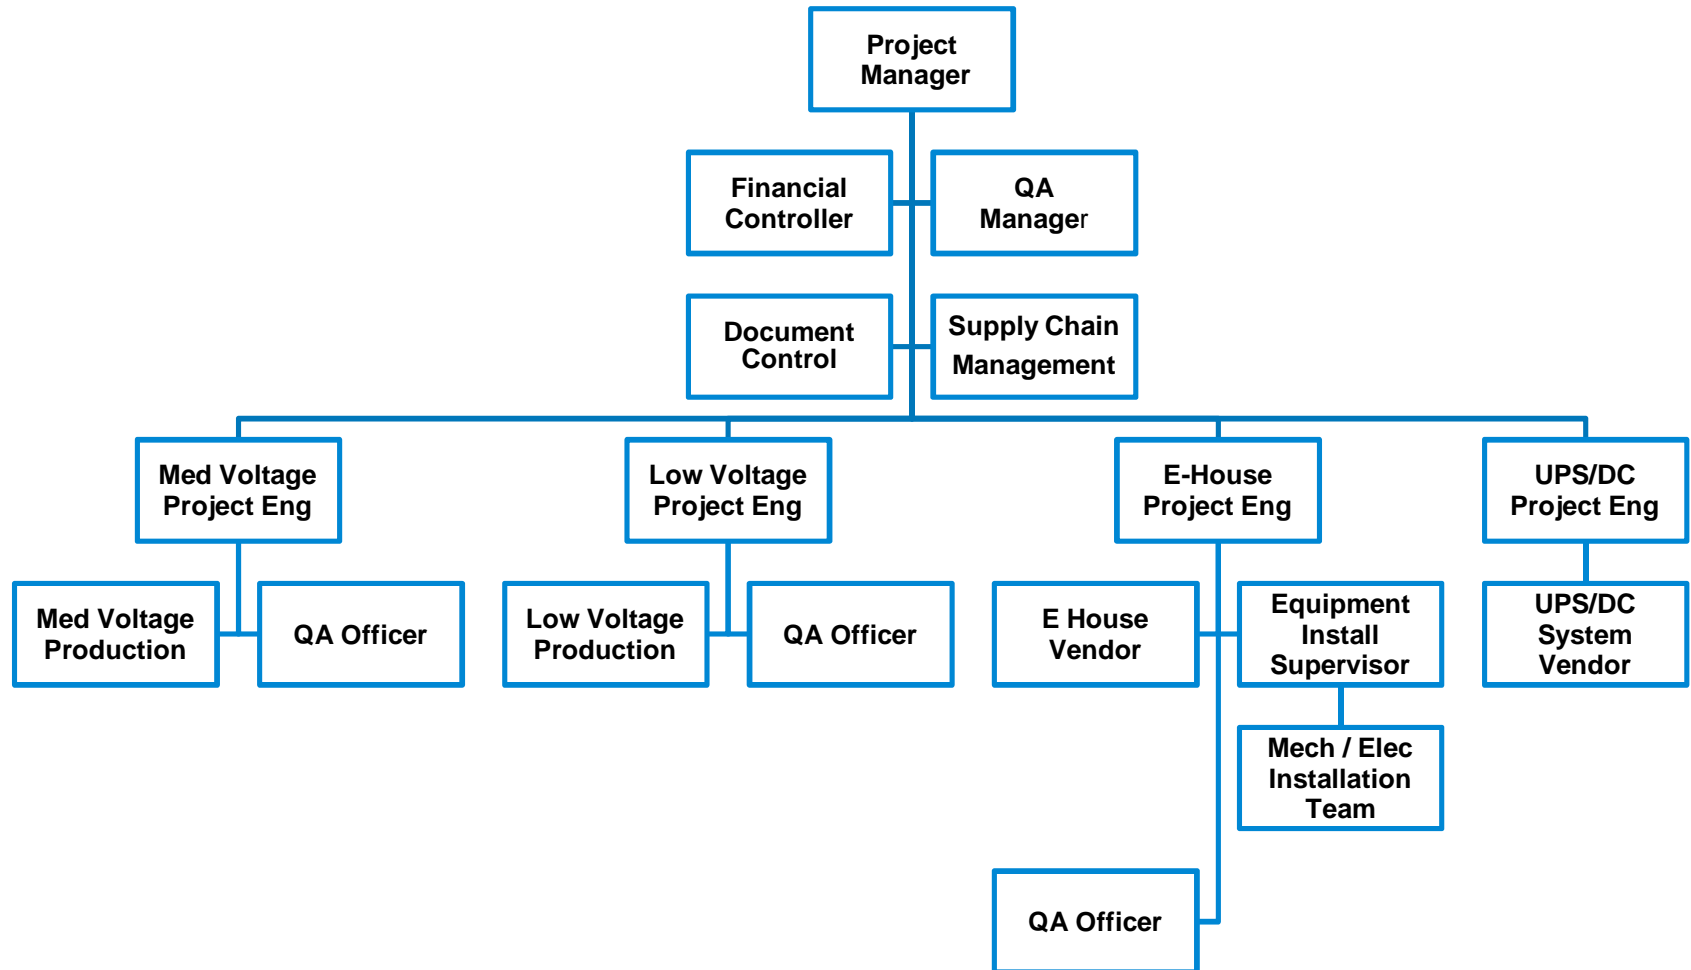 Project
Manager
Financial
Controller
QA
Manager
Document
Control
Supply Chain
Management
Med Voltage
Project Eng
Low Voltage
Project Eng
E-House
Project Eng
UPS/DC
Project Eng
Med Voltage
Production
QA Officer
Low Voltage
Production
QA Officer
E House
Vendor
Equipment
Install
Supervisor
UPS/DC
System
Vendor
Mech / Elec
Installation
Team
QA Officer